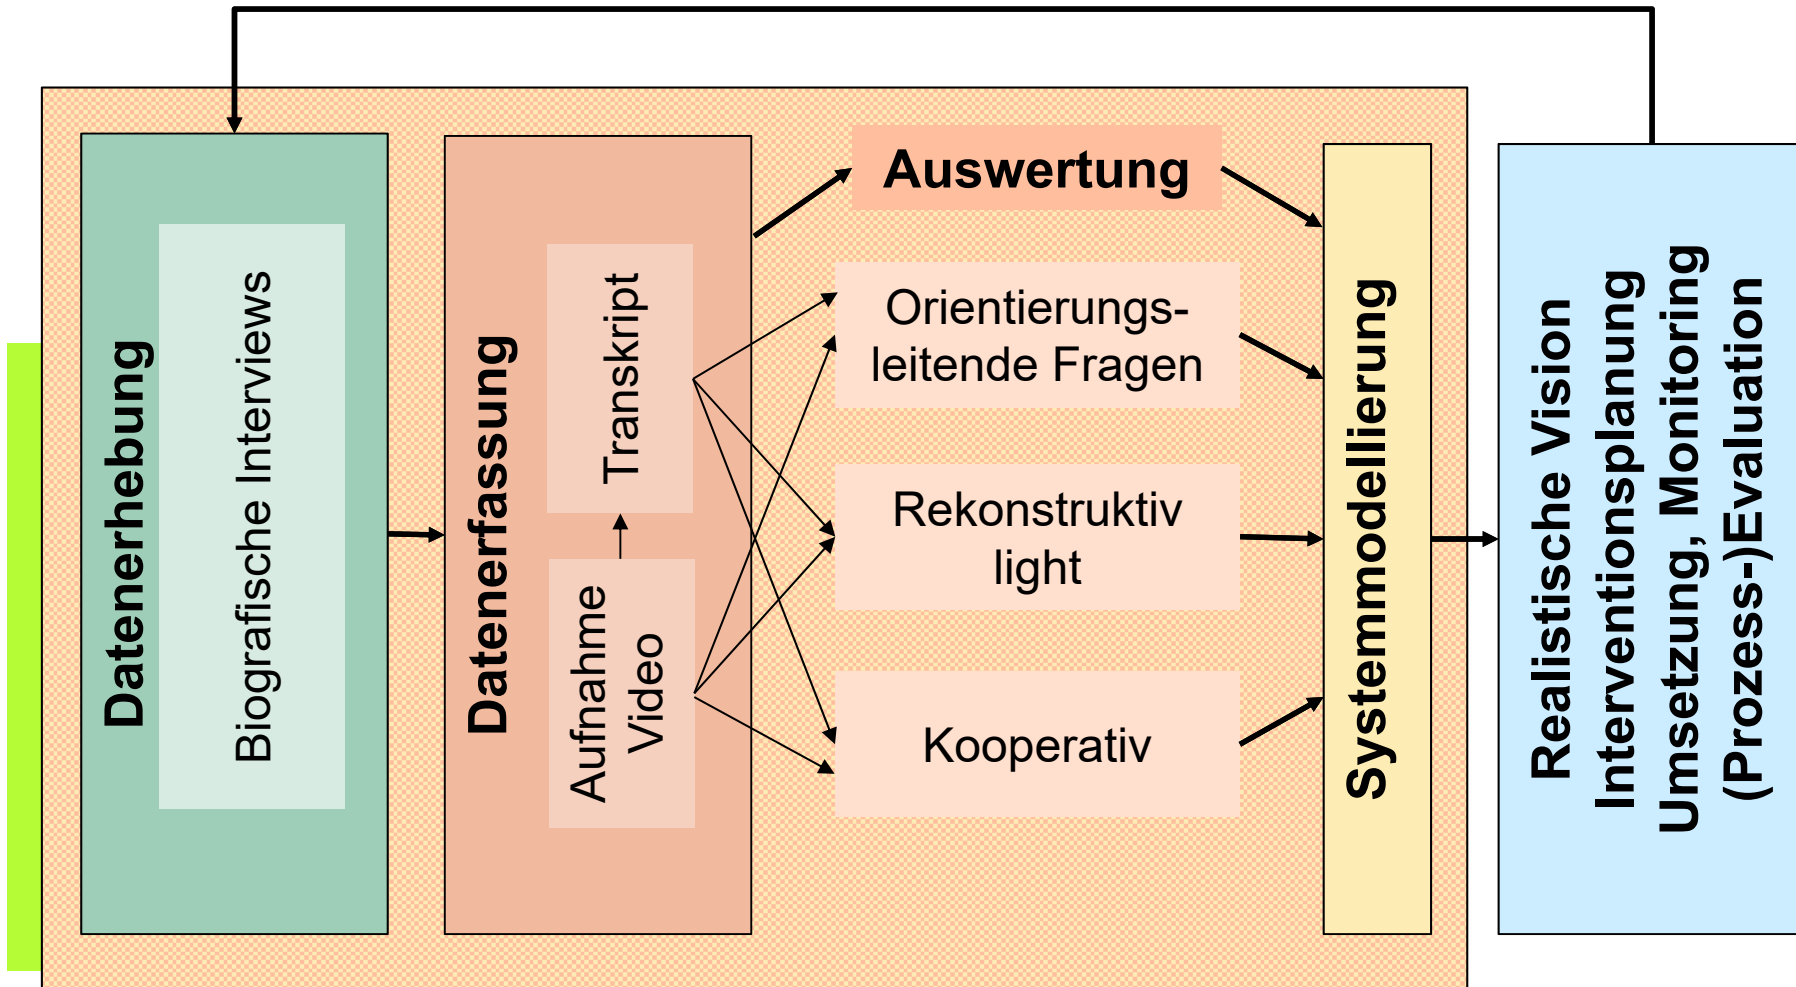 Datenerhebung
Biografische Interviews
Datenerfassung
Transkript
Aufnahme
Video
Auswertung
Orientierungs-
leitende Fragen
Rekonstruktiv
light
Kooperativ
Systemmodellierung
Realistische Vision
Interventionsplanung
Umsetzung, Monitoring
(Prozess-)Evaluation